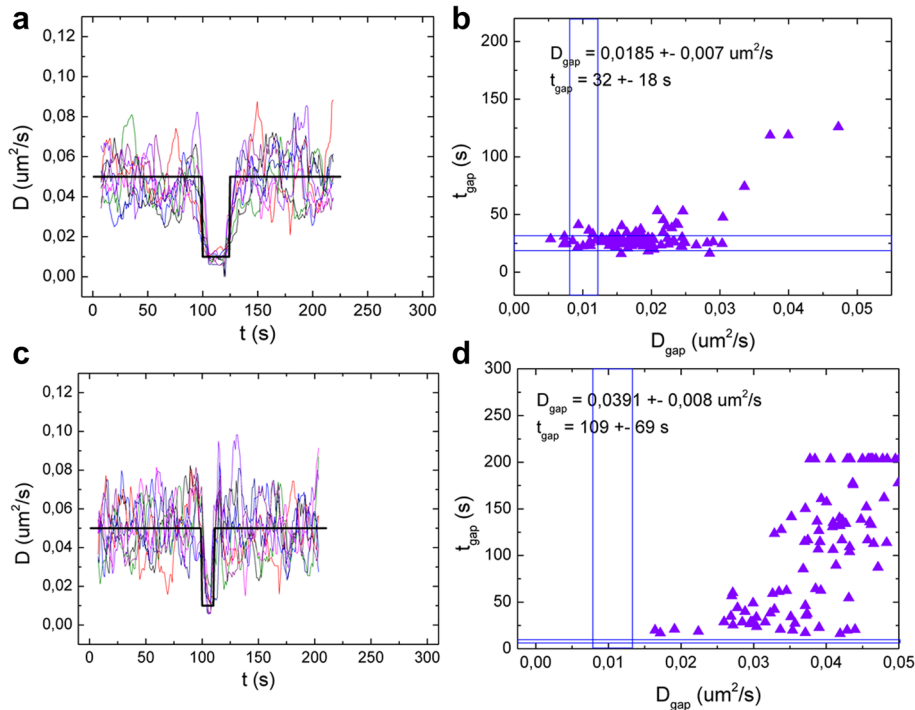 a
0,12
0,10
0,08
0,06
0,04
0,02
0,00
D (um²/s)
0 50 100 150 200 250 300
t (s)
b
200
150
100
50
0
t_gap (s)
D_gap = 0,0185 +- 0,007 um²/s
t_gap = 32 +- 18 s
0,00 0,01 0,02 0,03 0,04 0,05
D_gap (um²/s)
c
0,12
0,10
0,08
0,06
0,04
0,02
0,00
D (um²/s)
0 50 100 150 200 250 300
t (s)
d
300
250
200
150
100
50
0
t_gap (s)
D_gap = 0,0391 +- 0,008 um²/s
t_gap = 109 +- 69 s
0,00 0,01 0,02 0,03 0,04 0,05
D_gap (um²/s)